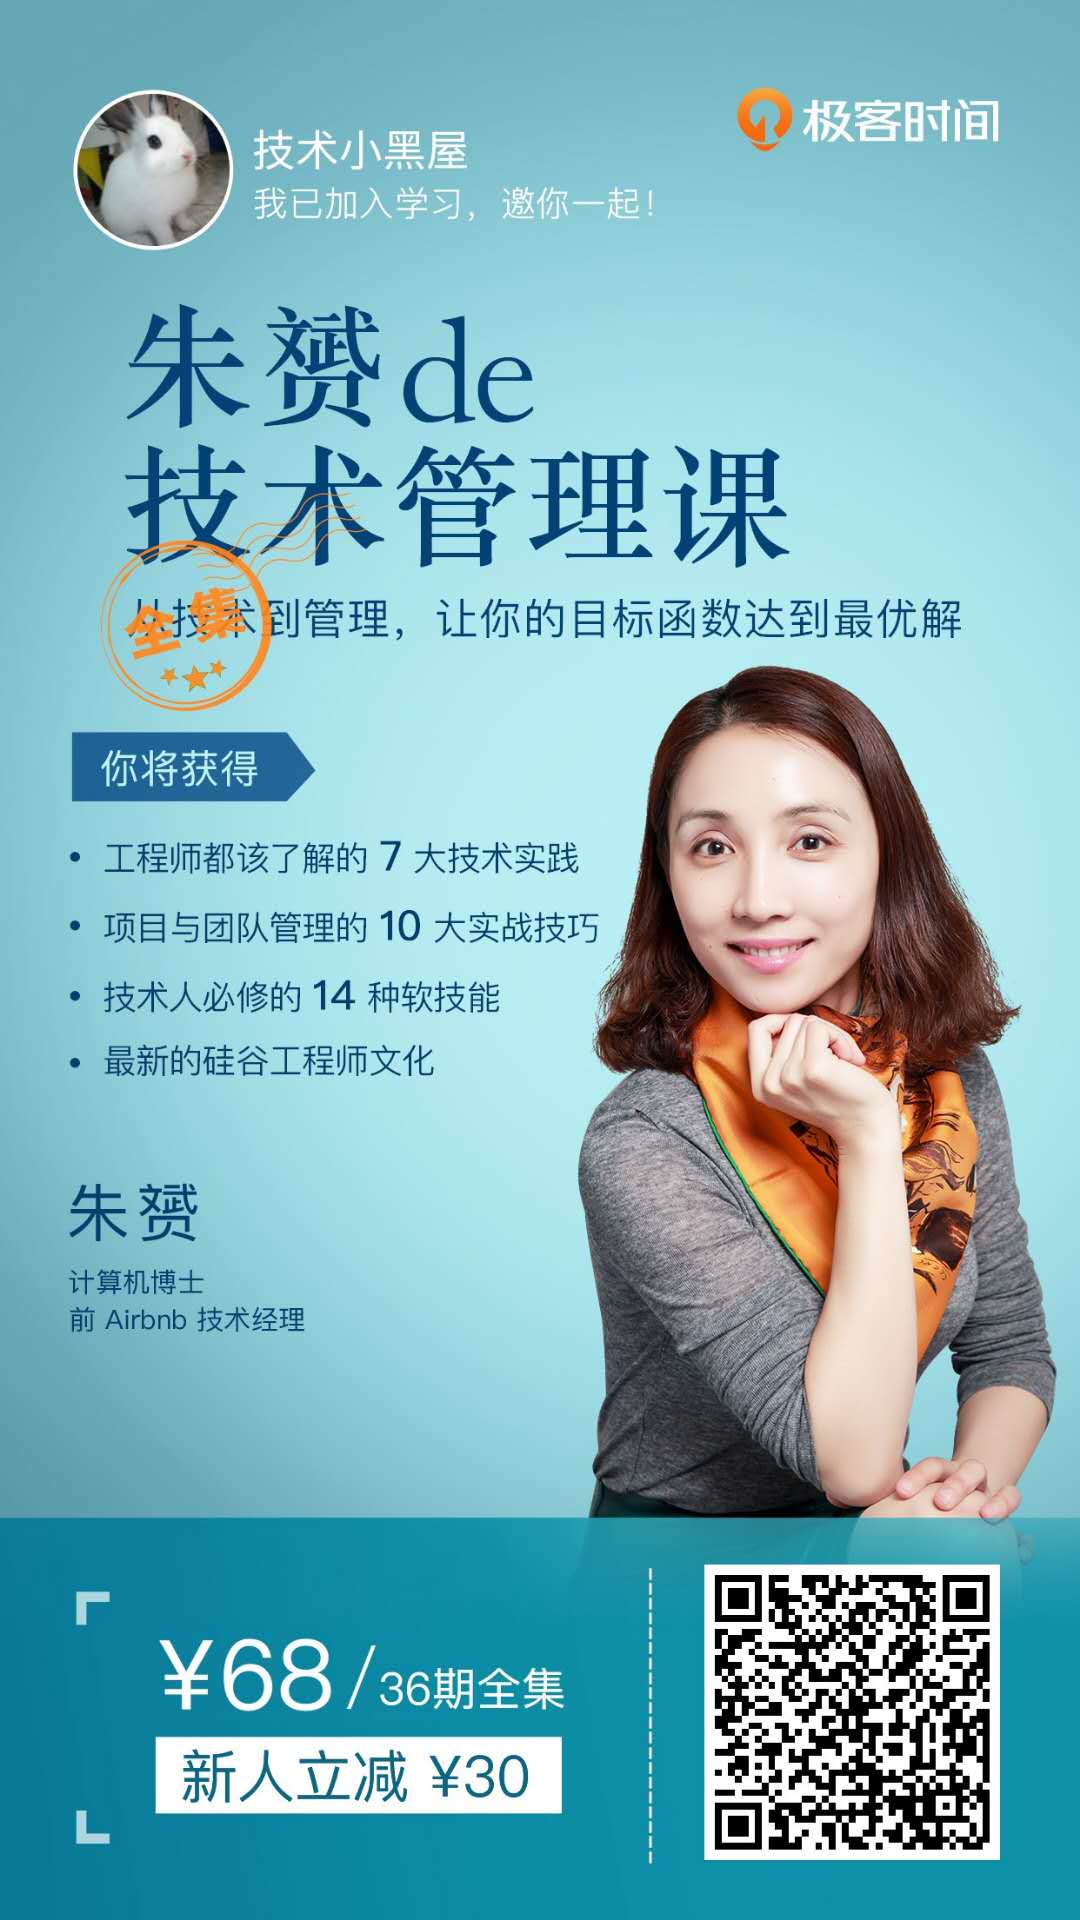 极客时间
技术小黑屋
我已加入学习，邀你一起！
朱赟de
技术管理课
全集
从技术到管理，让你的目标函数达到最优解
你将获得
• 工程师都该了解的 7 大技术实践
• 项目与团队管理的 10 大实战技巧
• 技术人必修的 14 种软技能
• 最新的硅谷工程师文化
朱赟
计算机博士
前 Airbnb 技术经理
¥68/36期全集
新人立减 ¥30